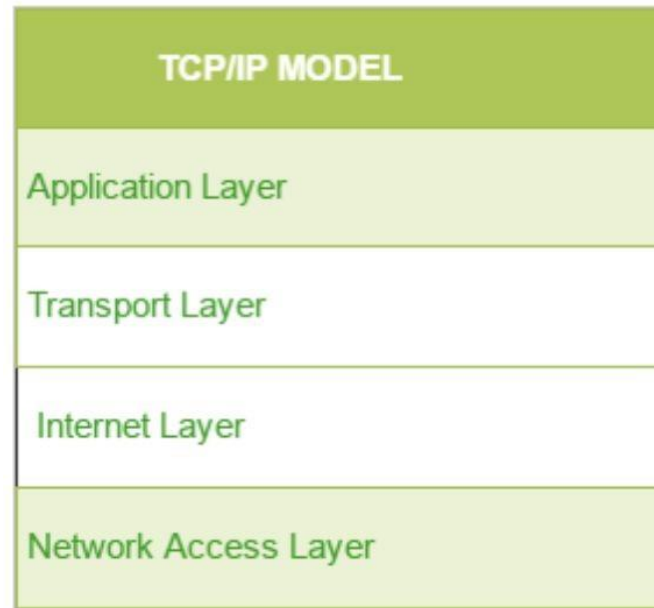 TCP/IP MODEL
Application Layer
Transport Layer
Internet Layer
Network Access Layer